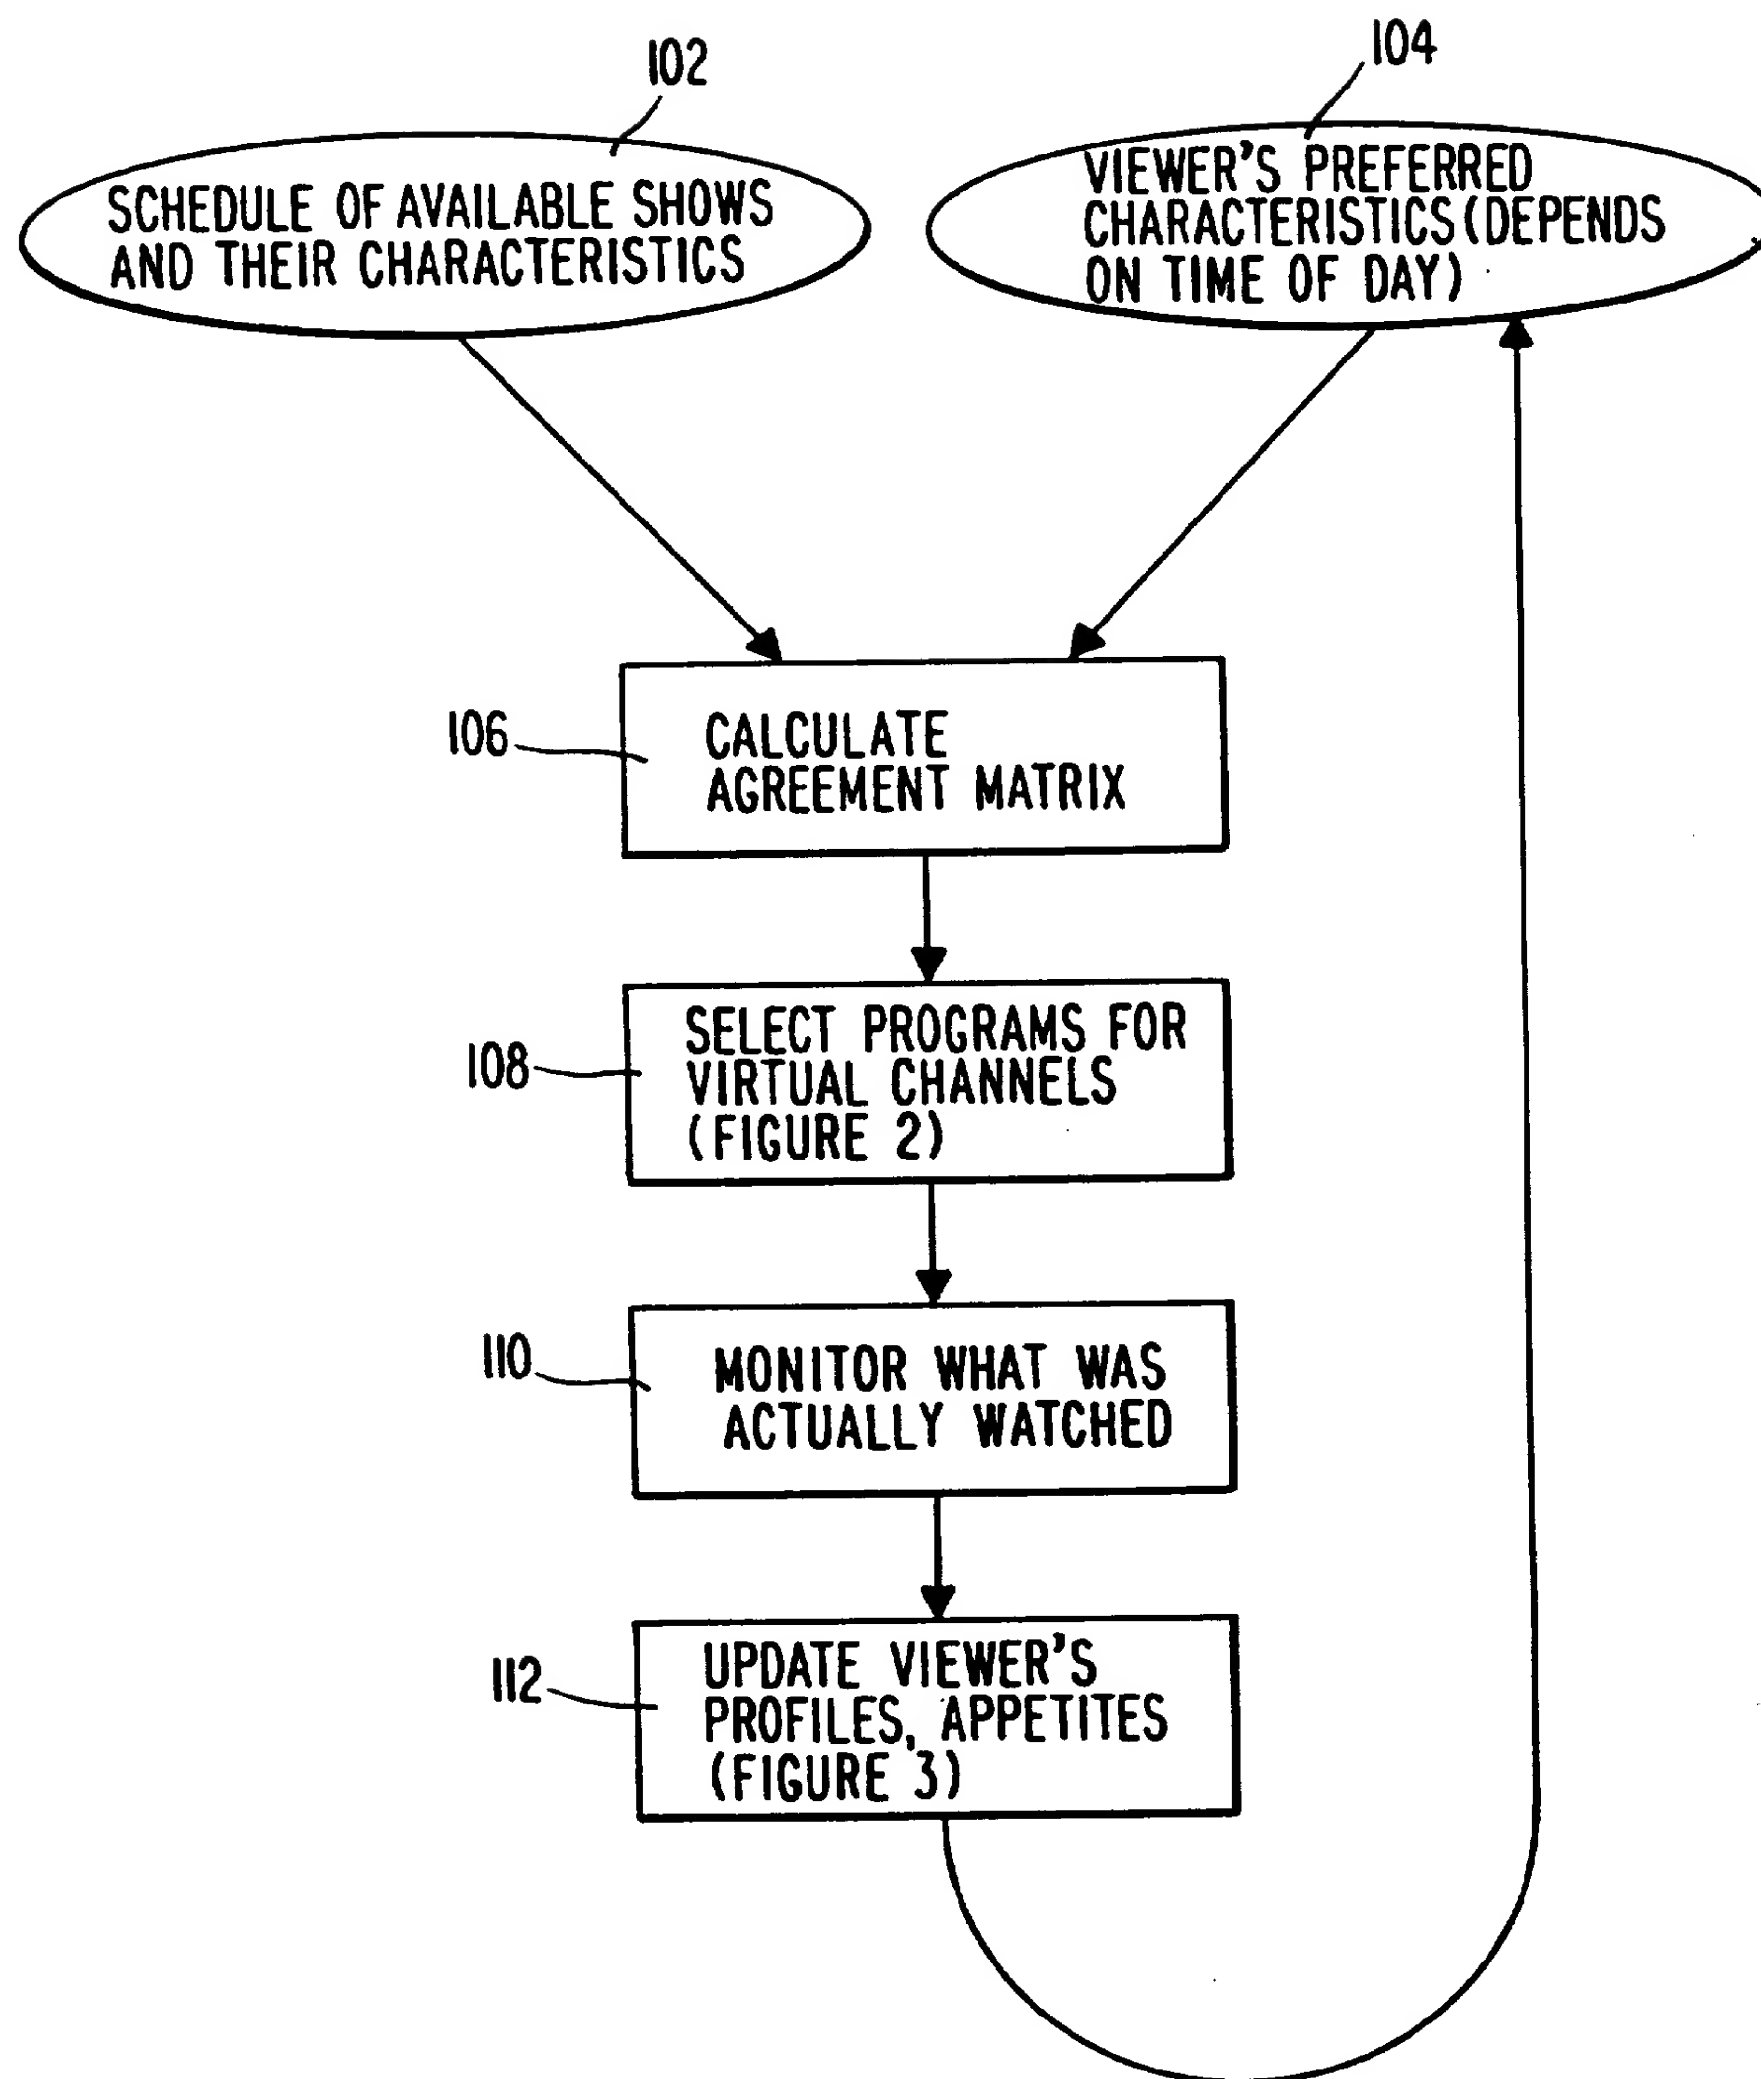 102
104
SCHEDULE OF AVAILABLE SHOWS
AND THEIR CHARACTERISTICS
VIEWER'S PREFERRED
CHARACTERISTICS (DEPENDS
ON TIME OF DAY)
106
CALCULATE
AGREEMENT MATRIX
108
SELECT PROGRAMS FOR
VIRTUAL CHANNELS
(FIGURE 2)
110
MONITOR WHAT WAS
ACTUALLY WATCHED
112
UPDATE VIEWER'S
PROFILES, APPETITES
(FIGURE 3)